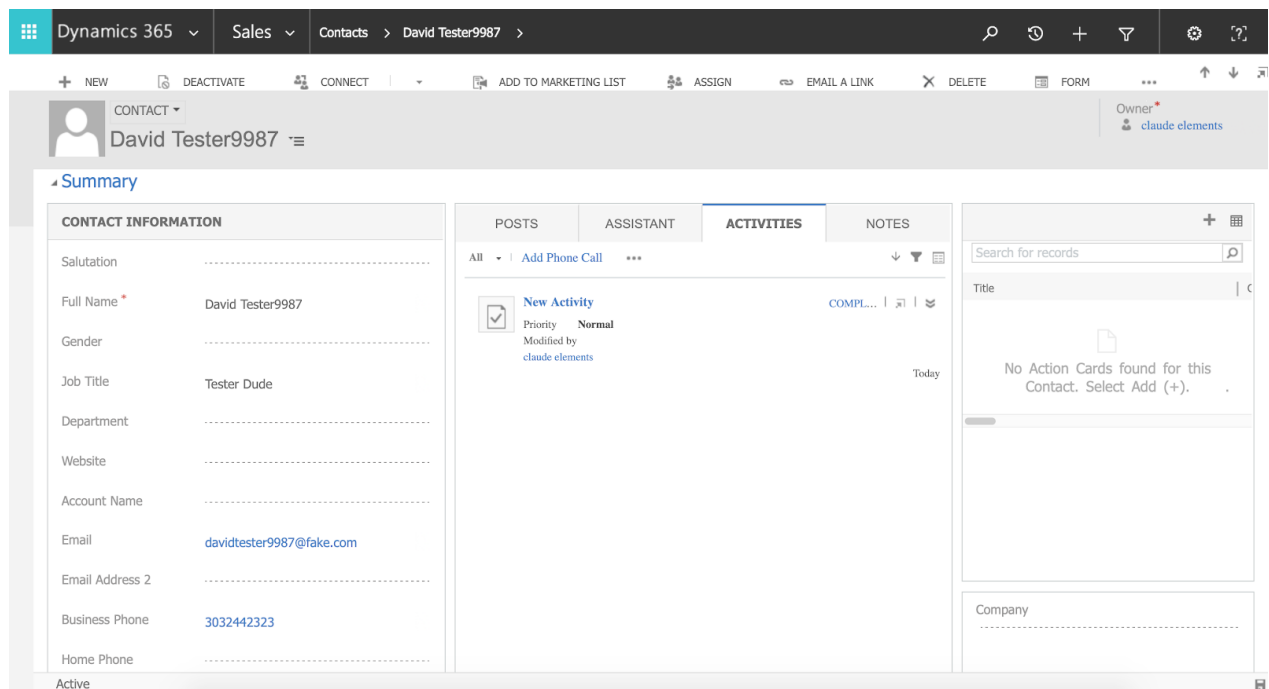 Dynamics 365 Sales Contacts > David Tester9987 > [?]
NEW DEACTIVATE CONNECT ADD TO MARKETING LIST ASSIGN EMAIL A LINK DELETE FORM ...
CONTACT
David Tester9987
Owner*
claude elements
Summary
CONTACT INFORMATION
Salutation
Full Name * David Tester9987
Gender
Job Title Tester Dude
Department
Website
Account Name
Email davidtester9987@fake.com
Email Address 2
Business Phone 3032442323
Home Phone
POSTS ASSISTANT ACTIVITIES NOTES
All Add Phone Call ...
New Activity COMPL...
Priority Normal
Modified by
claude elements
Today
Search for records
Title
No Action Cards found for this
Contact. Select Add (+). .
Company
Active